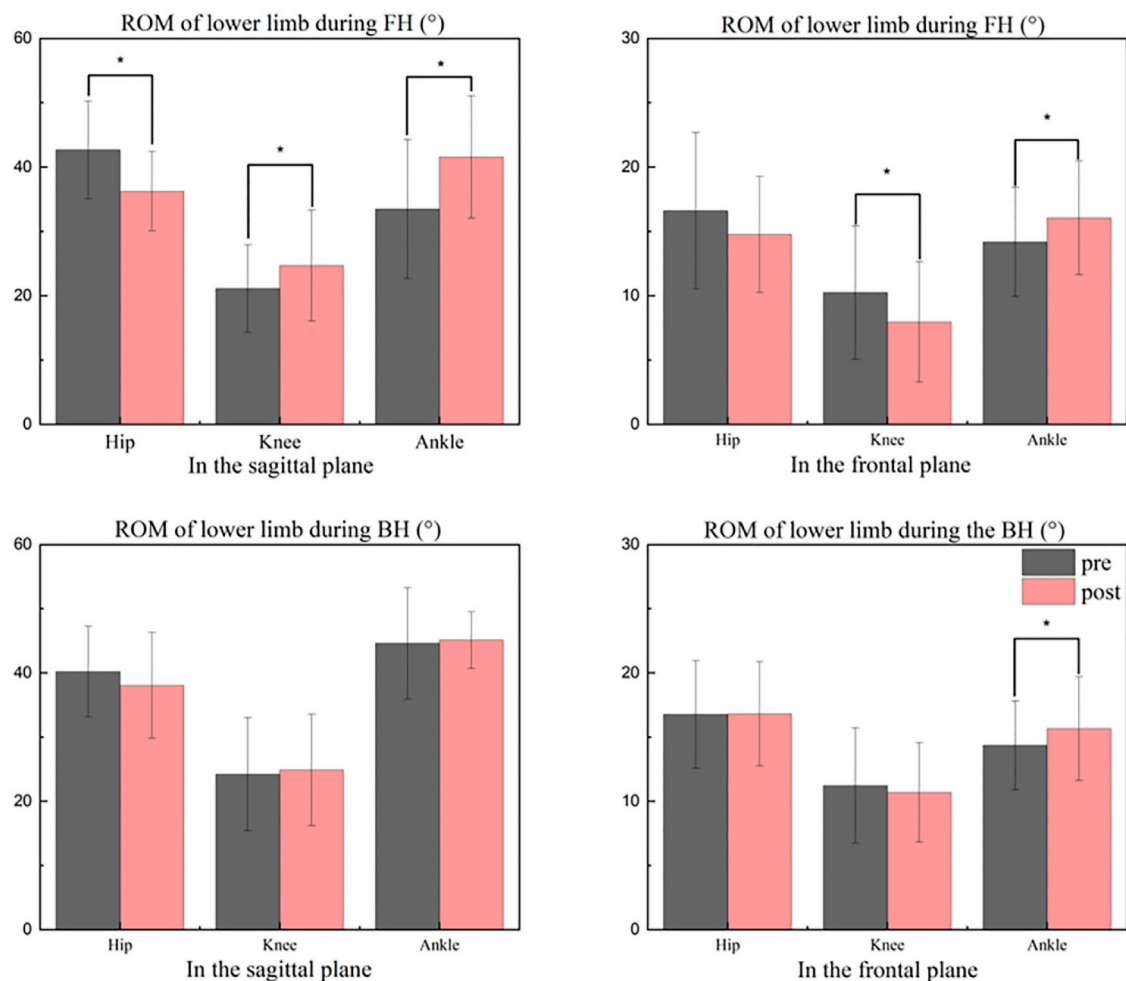 ROM of lower limb during FH (°)
60
40
20
0
*
*
*
Hip Knee Ankle
In the sagittal plane
ROM of lower limb during FH (°)
30
20
10
0
*
*
Hip Knee Ankle
In the frontal plane
ROM of lower limb during BH (°)
60
40
20
0
Hip Knee Ankle
In the sagittal plane
ROM of lower limb during the BH (°)
30
20
10
0
pre
post
*
Hip Knee Ankle
In the frontal plane